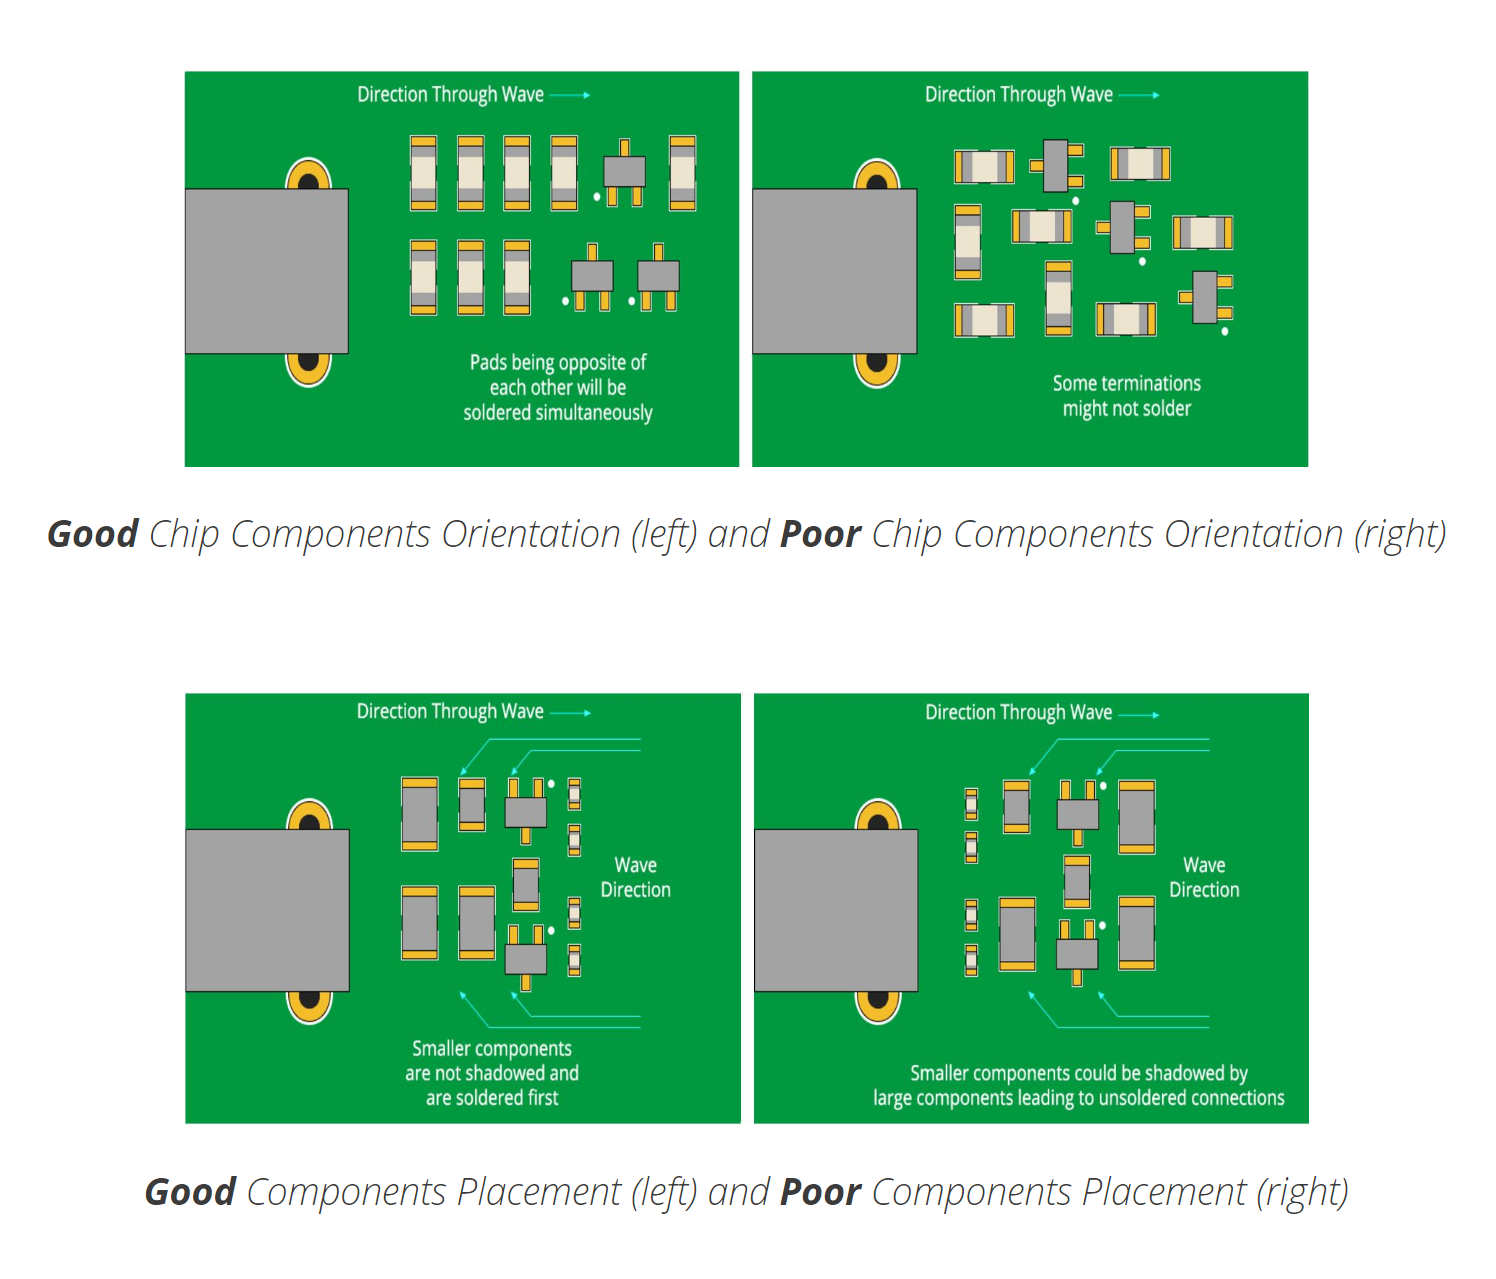 Direction Through Wave
Pads being opposite of
each other will be
soldered simultaneously
Direction Through Wave
Some terminations
might not solder
Good Chip Components Orientation (left) and Poor Chip Components Orientation (right)
Direction Through Wave
Wave
Direction
Smaller components
are not shadowed and
are soldered first
Direction Through Wave
Wave
Direction
Smaller components could be shadowed by
large components leading to unsoldered connections
Good Components Placement (left) and Poor Components Placement (right)